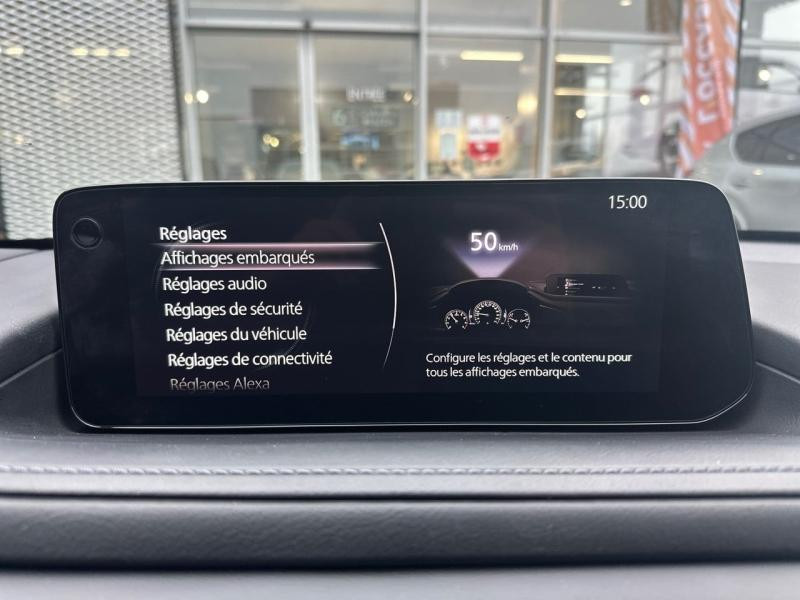 15:00
Réglages
Affichages embarqués
Réglages audio
Réglages de sécurité
Réglages du véhicule
Réglages de connectivité
Réglages Alexa
50 km/h
Configure les réglages et le contenu pour
tous les affichages embarqués.